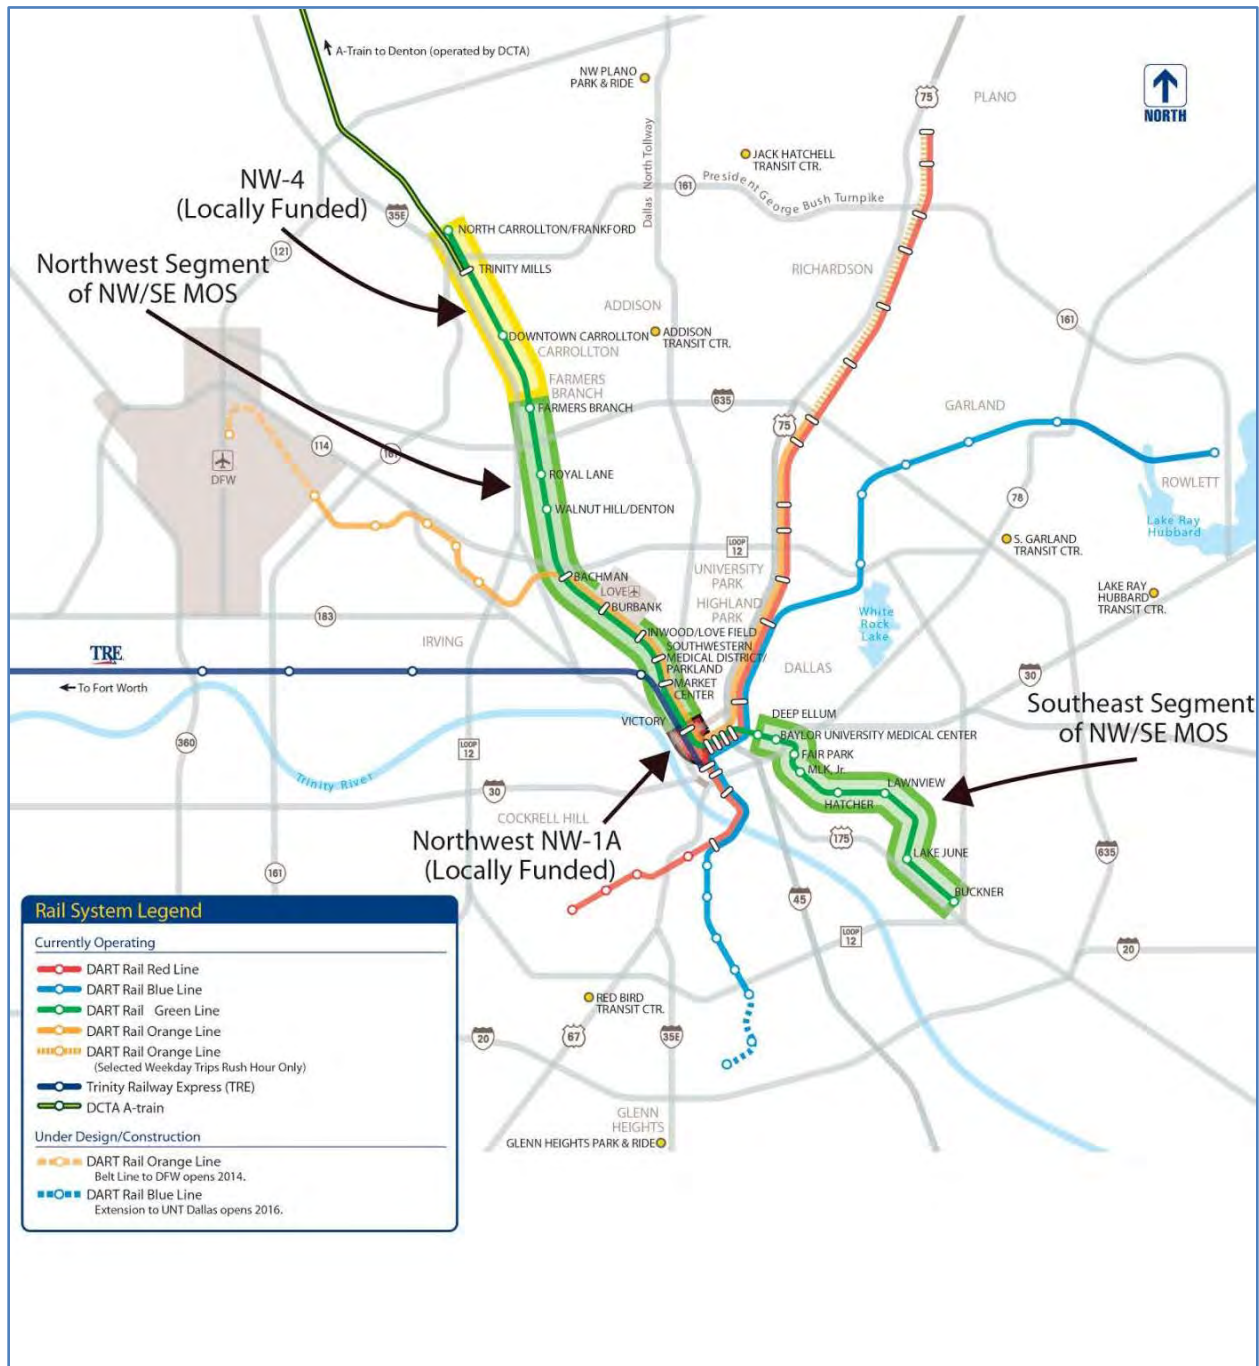 A-Train to Denton (operated by DCTA)
NW PLANO
PARK & RIDE
75
PLANO
NORTH
NW-4
(Locally Funded)
JACK HATCHELL
TRANSIT CTR.
Dallas North Tollway
161
President George Bush Turnpike
35E
NORTH CARROLLTON/FRANKFORD
121
Northwest Segment
of NW/SE MOS
TRINITY MILLS
RICHARDSON
ADDISON
161
DOWNTOWN CARROLLTON
ADDISON
TRANSIT CTR.
CARROLLTON
FARMERS
BRANCH
FARMERS BRANCH
635
GARLAND
75
114
161
DFW
ROYAL LANE
ROWLETT
78
WALNUT HILL/DENTON
Lake Ray
Hubbard
S. GARLAND
TRANSIT CTR.
LOOP
12
UNIVERSITY
PARK
BACHMAN
LOVE
HIGHLAND
PARK
LAKE RAY
HUBBARD
TRANSIT CTR.
BURBANK
183
White
Rock
Lake
IRVING
INWOOD/LOVE FIELD
SOUTHWESTERN
MEDICAL DISTRICT/
PARKLAND
TRE
DALLAS
30
To Fort Worth
MARKET
CENTER
Southeast Segment
of NW/SE MOS
VICTORY
DEEP ELLUM
BAYLOR UNIVERSITY MEDICAL CENTER
360
LOOP
12
FAIR PARK
MLK, Jr.
Trinity River
LAWNVIEW
30
HATCHER
COCKRELL HILL
Northwest NW-1A
(Locally Funded)
175
LAKE JUNE
635
161
BUCKNER
45
LOOP
12
20
Rail System Legend
Currently Operating
DART Rail Red Line
DART Rail Blue Line
DART Rail Green Line
DART Rail Orange Line
DART Rail Orange Line
(Selected Weekday Trips Rush Hour Only)
Trinity Railway Express (TRE)
DCTA A-train
Under Design/Construction
DART Rail Orange Line
Belt Line to DFW opens 2014.
DART Rail Blue Line
Extension to UNT Dallas opens 2016.
RED BIRD
TRANSIT CTR.
20
67
35E
GLENN
HEIGHTS
GLENN HEIGHTS PARK & RIDE